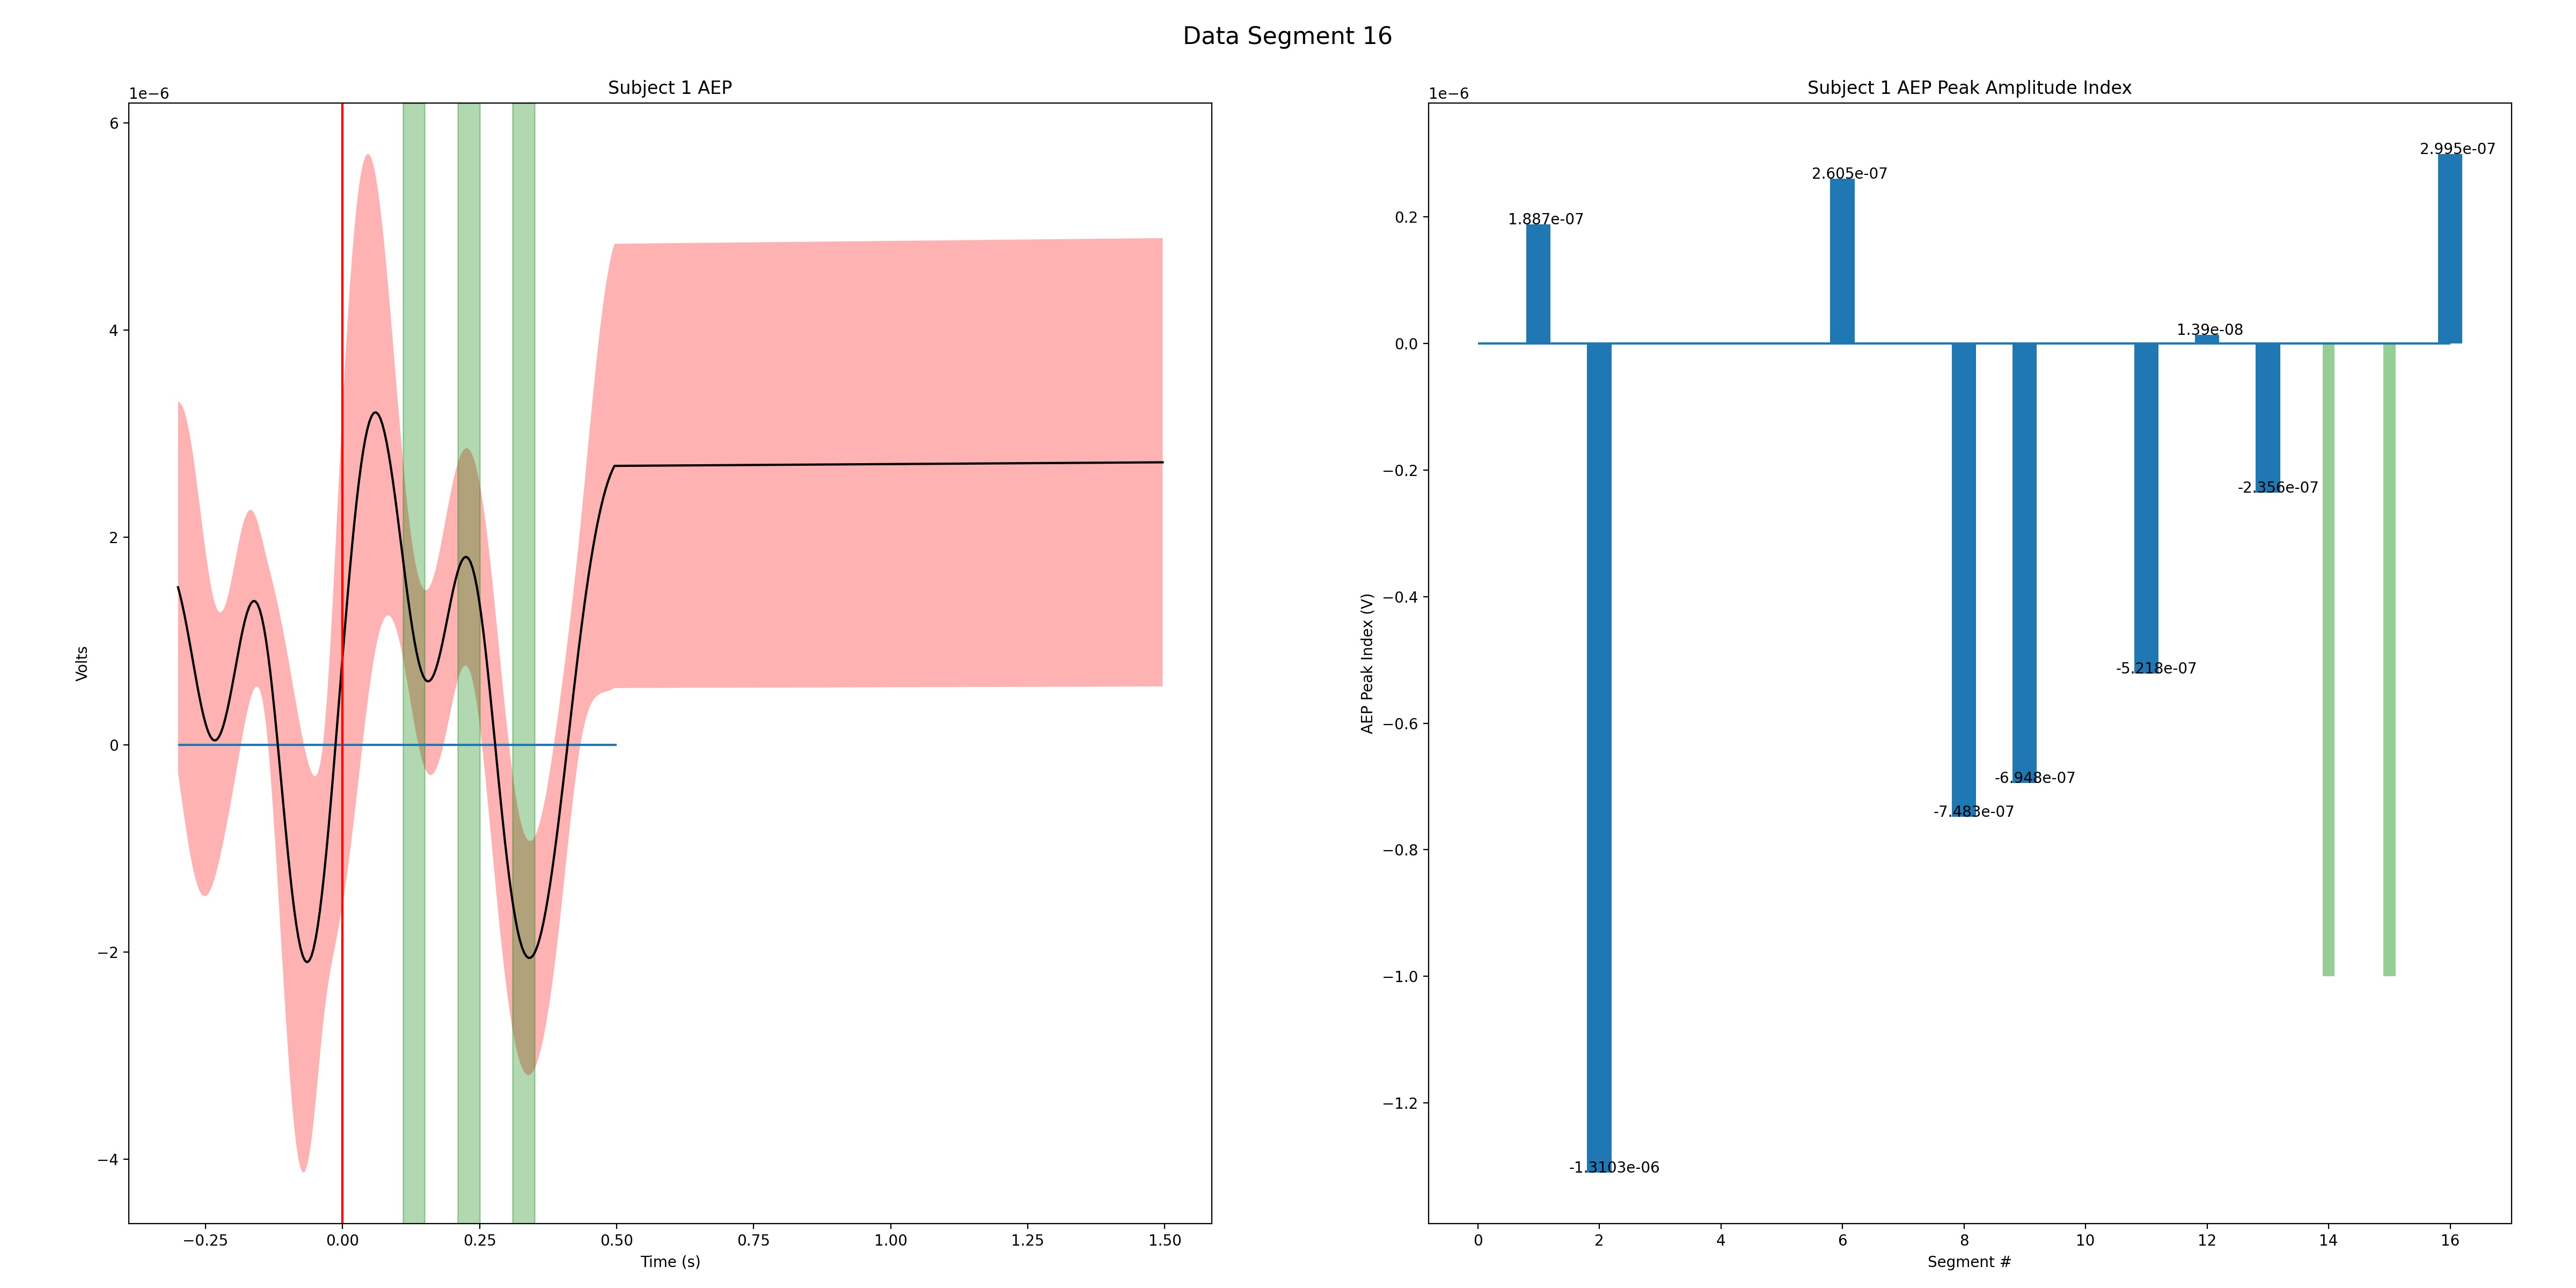 Data Segment 16
Subject 1 AEP
1e−6
6
4
2
0
−2
−4
Volts
−0.25 0.00 0.25 0.50 0.75 1.00 1.25 1.50
Time (s)
Subject 1 AEP Peak Amplitude Index
1e−6
0.2
0.0
−0.2
−0.4
−0.6
−0.8
−1.0
−1.2
AEP Peak Index (V)
1.887e-07
-1.3103e-06
2.605e-07
-7.483e-07
-6.948e-07
-5.218e-07
1.39e-08
-2.356e-07
2.995e-07
0 2 4 6 8 10 12 14 16
Segment #